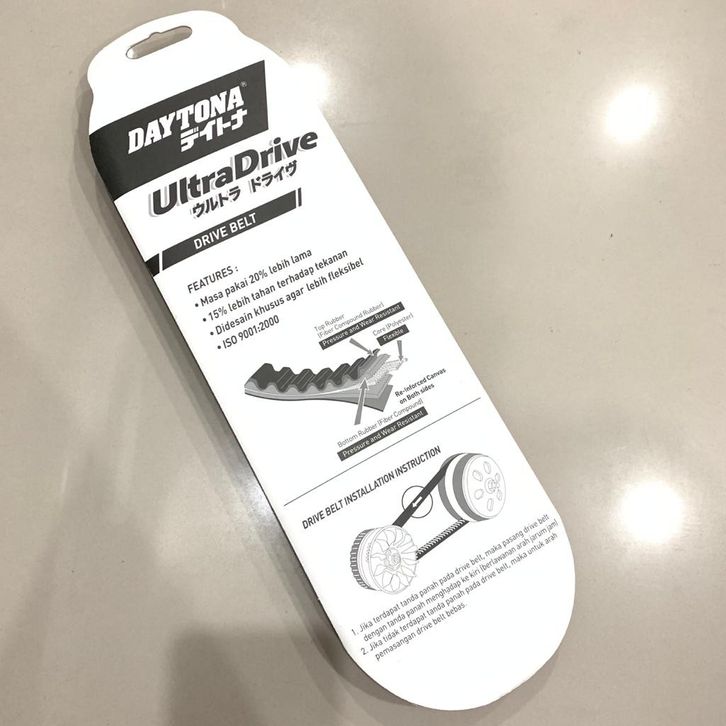 DAYTONA®
デイトナ
UltraDrive
ウルトラ ドライヴ
DRIVE BELT
FEATURES :
• Masa pakai 20% lebih lama
• 15% lebih tahan terhadap tekanan
• Didesain khusus agar lebih fleksibel
• ISO 9001:2000
Top Rubber
(Fiber Compound Rubber)
Pressure and Wear Resistant
Core (Polyester)
Flexible
Re-Inforced Canvas
on Both sides
Bottom Rubber (Fiber Compound)
Pressure and Wear Resistant
DRIVE BELT INSTALLATION INSTRUCTION
1. Jika terdapat tanda panah pada drive belt, maka pasang drive belt
dengan tanda panah menghadap ke kiri (berlawanan arah jarum jam)
2. Jika tidak terdapat tanda panah pada drive belt, maka untuk arah
pemasangan drive belt bebas.